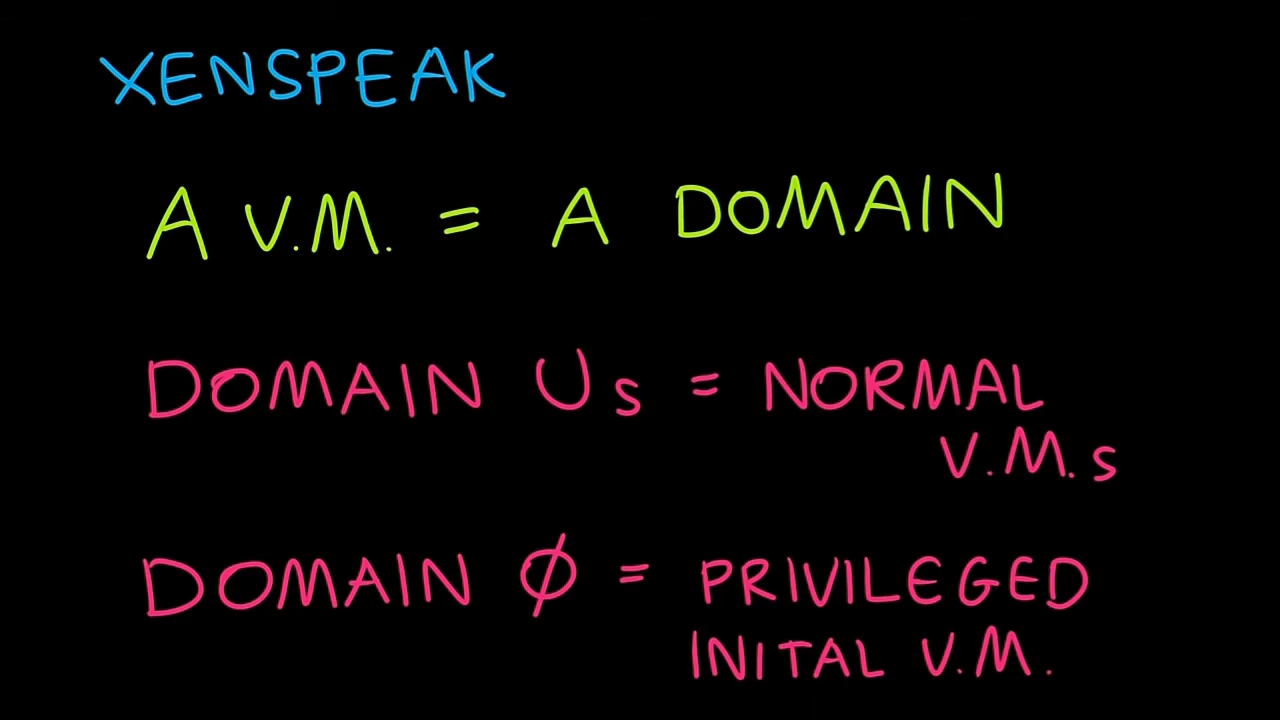 XENSPEAK
A V.M. = A DOMAIN
DOMAIN Us = NORMAL
V.M.s
DOMAIN Ø = PRIVILEGED
INITAL V.M.